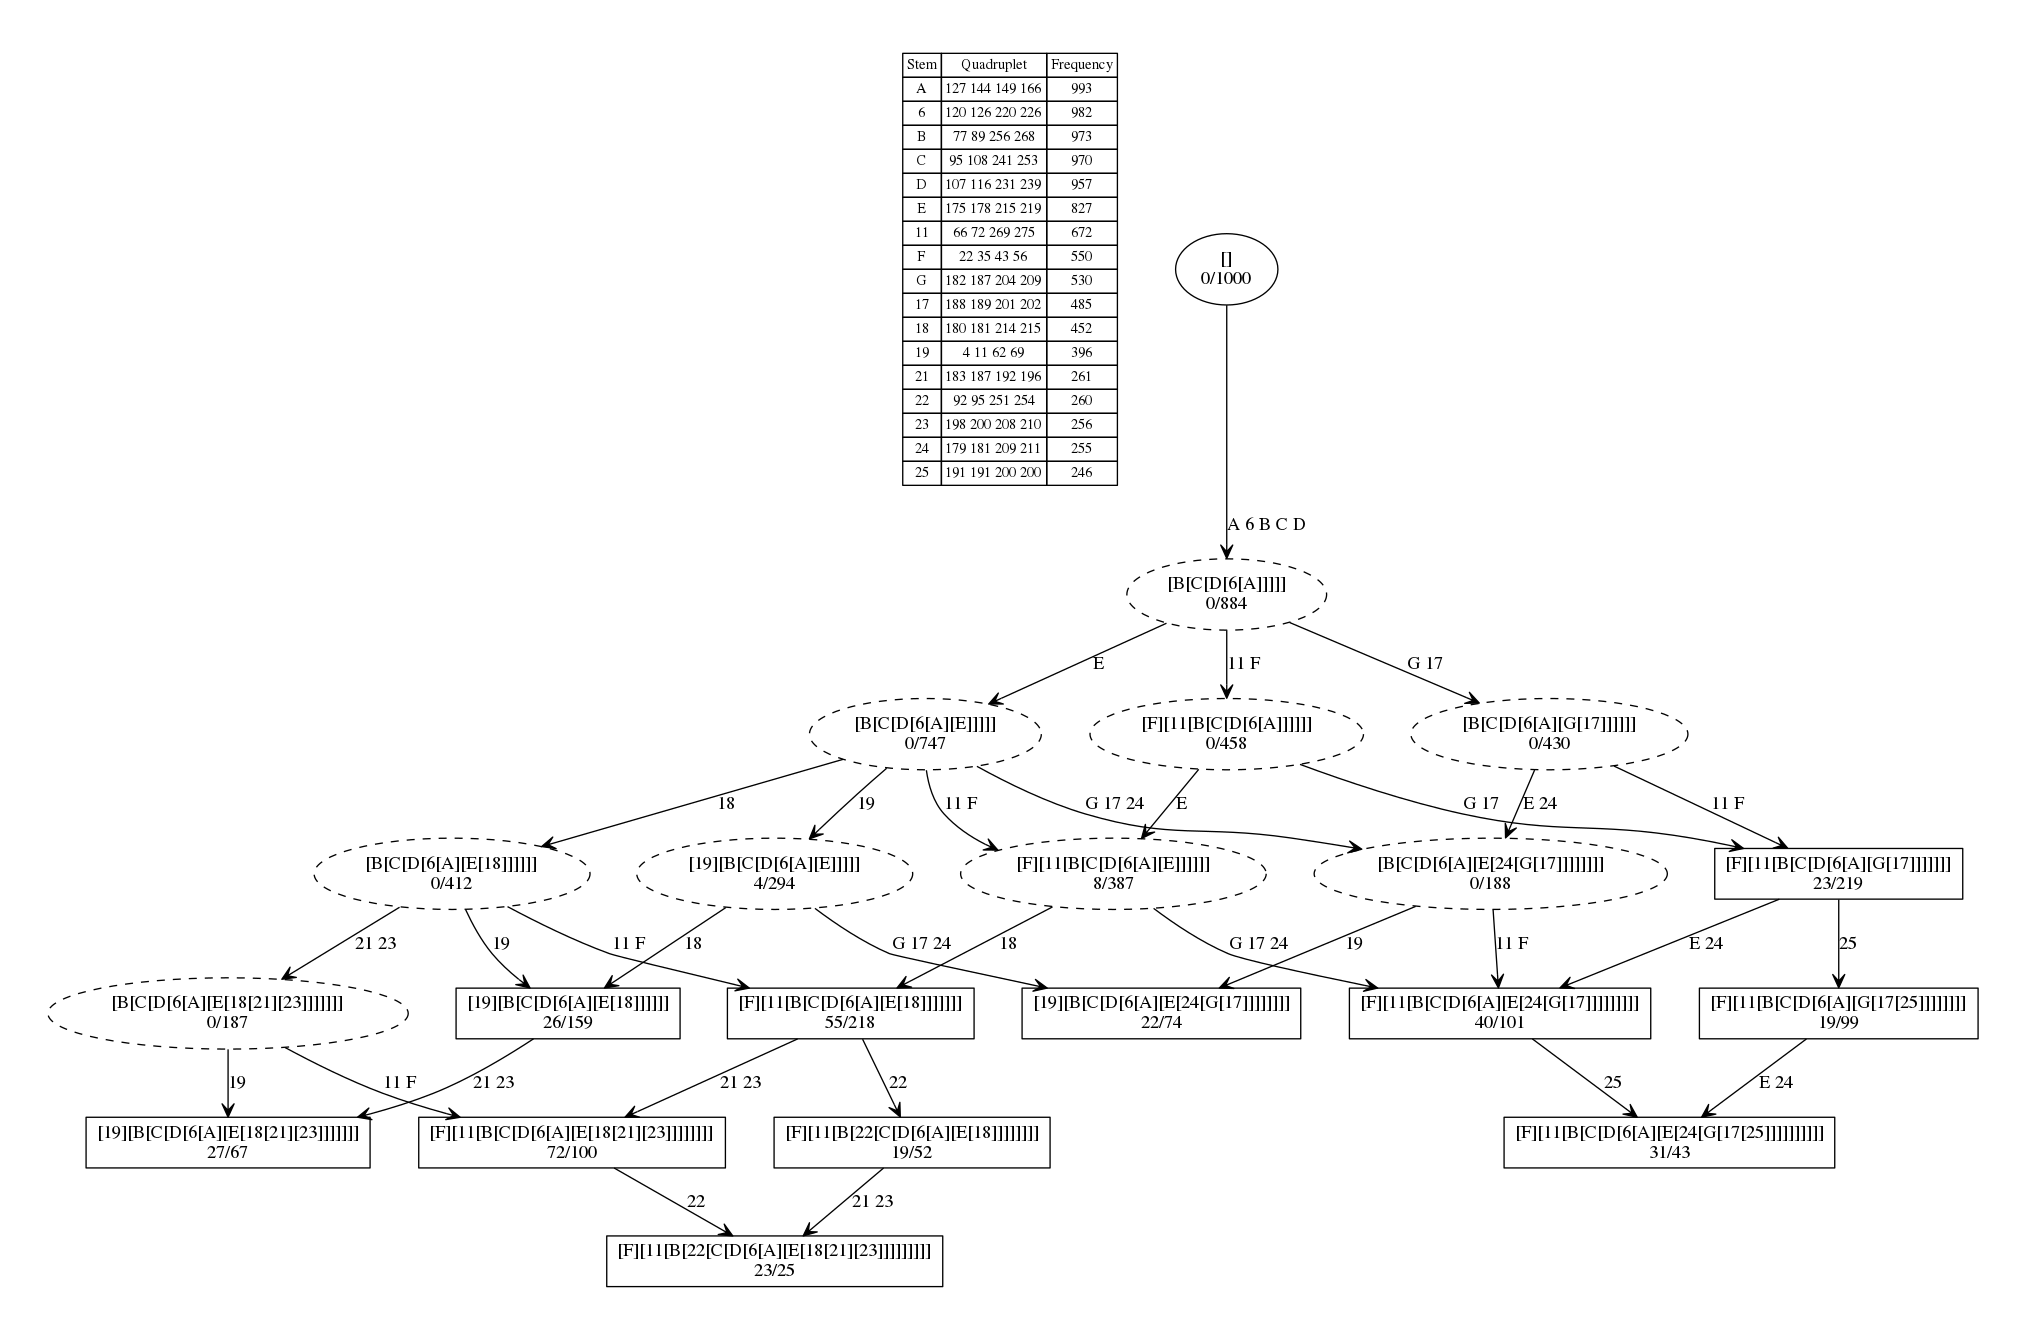 Stem Quadruplet Frequency
A 127 144 149 166 993
6 120 126 220 226 982
B 77 89 256 268 973
C 95 108 241 253 970
D 107 116 231 239 957
E 175 178 215 219 827
11 66 72 269 275 672
F 22 35 43 56 550
G 182 187 204 209 530
17 188 189 201 202 485
18 180 181 214 215 452
19 4 11 62 69 396
21 183 187 192 196 261
22 92 95 251 254 260
23 198 200 208 210 256
24 179 181 209 211 255
25 191 191 200 200 246
[]
0/1000
A 6 B C D
[B[C[D[6[A]]]]]
0/884
E
11 F
G 17
[B[C[D[6[A][E]]]]]
0/747
[F][11[B[C[D[6[A]]]]]]
0/458
[B[C[D[6[A][G[17]]]]]]
0/430
18
19
11 F
G 17 24
E
G 17
E 24
11 F
[B[C[D[6[A][E[18]]]]]]
0/412
[19][B[C[D[6[A][E]]]]]
4/294
[F][11[B[C[D[6[A][E]]]]]]
8/387
[B[C[D[6[A][E[24[G[17]]]]]]]]
0/188
[F][11[B[C[D[6[A][G[17]]]]]]]
23/219
21 23
19
11 F
18
G 17 24
18
G 17 24
19
11 F
E 24
25
[B[C[D[6[A][E[18[21][23]]]]]]]
0/187
[19][B[C[D[6[A][E[18]]]]]]
26/159
[F][11[B[C[D[6[A][E[18]]]]]]]
55/218
[19][B[C[D[6[A][E[24[G[17]]]]]]]]
22/74
[F][11[B[C[D[6[A][E[24[G[17]]]]]]]]]
40/101
[F][11[B[C[D[6[A][G[17[25]]]]]]]]
19/99
19
11 F
21 23
21 23
22
25
E 24
[19][B[C[D[6[A][E[18[21][23]]]]]]]
27/67
[F][11[B[C[D[6[A][E[18[21][23]]]]]]]]
72/100
[F][11[B[22[C[D[6[A][E[18]]]]]]]]
19/52
[F][11[B[C[D[6[A][E[24[G[17[25]]]]]]]]]]
31/43
22
21 23
[F][11[B[22[C[D[6[A][E[18[21][23]]]]]]]]]
23/25